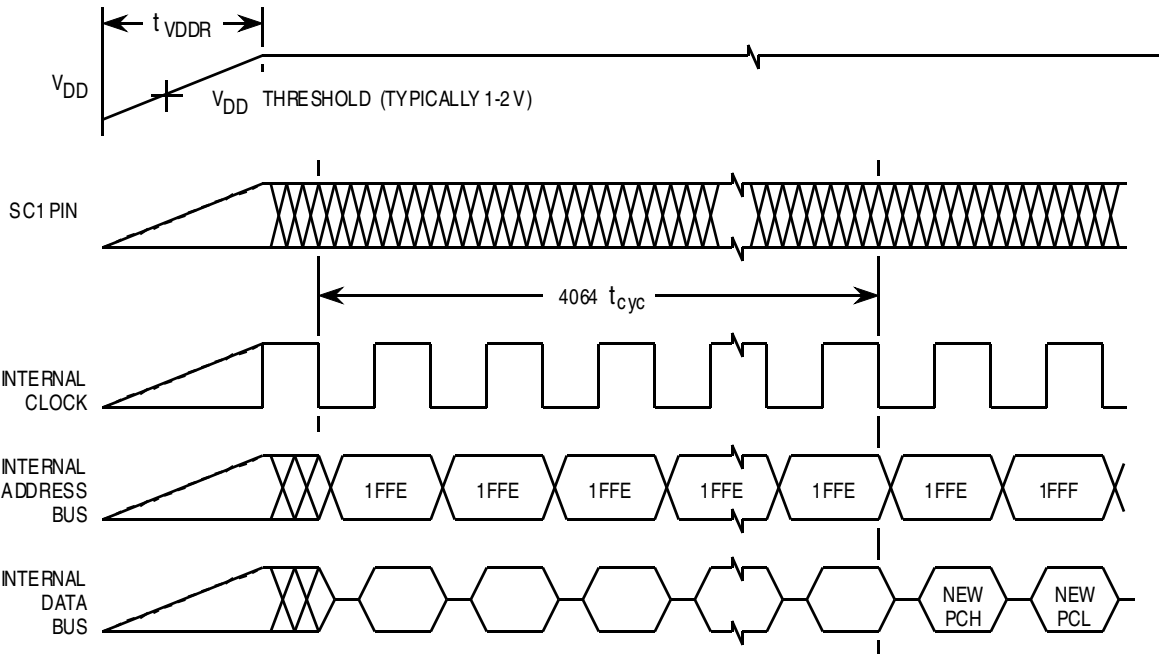 t VDDR
VDD
VDD THRESHOLD (TYPICALLY 1-2 V)
SC1 PIN
4064 tcyc
INTERNAL
CLOCK
INTERNAL
ADDRESS
BUS
1FFE 1FFE 1FFE 1FFE 1FFE 1FFE 1FFF
INTERNAL
DATA
BUS
NEW
PCH
NEW
PCL